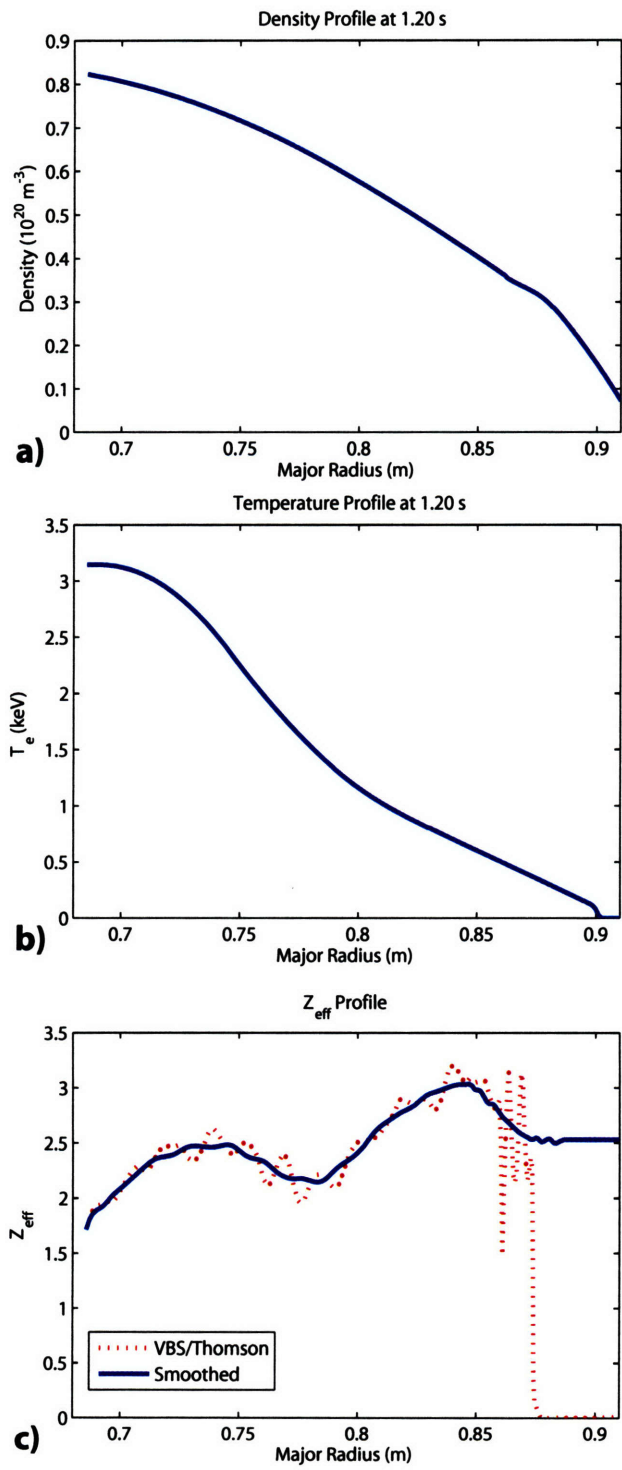 Density Profile at 1.20 s
0.9
0.8
0.7
0.6
0.5
0.4
0.3
0.2
0.1
0
Density (10^20 m^-3)
0.7 0.75 0.8 0.85 0.9
Major Radius (m)
a)
Temperature Profile at 1.20 s
3.5
3
2.5
2
1.5
1
0.5
0
T_e (keV)
0.7 0.75 0.8 0.85 0.9
Major Radius (m)
b)
Z_eff Profile
3.5
3
2.5
2
1.5
1
0.5
0
Z_eff
VBS/Thomson
Smoothed
0.7 0.75 0.8 0.85 0.9
Major Radius (m)
c)